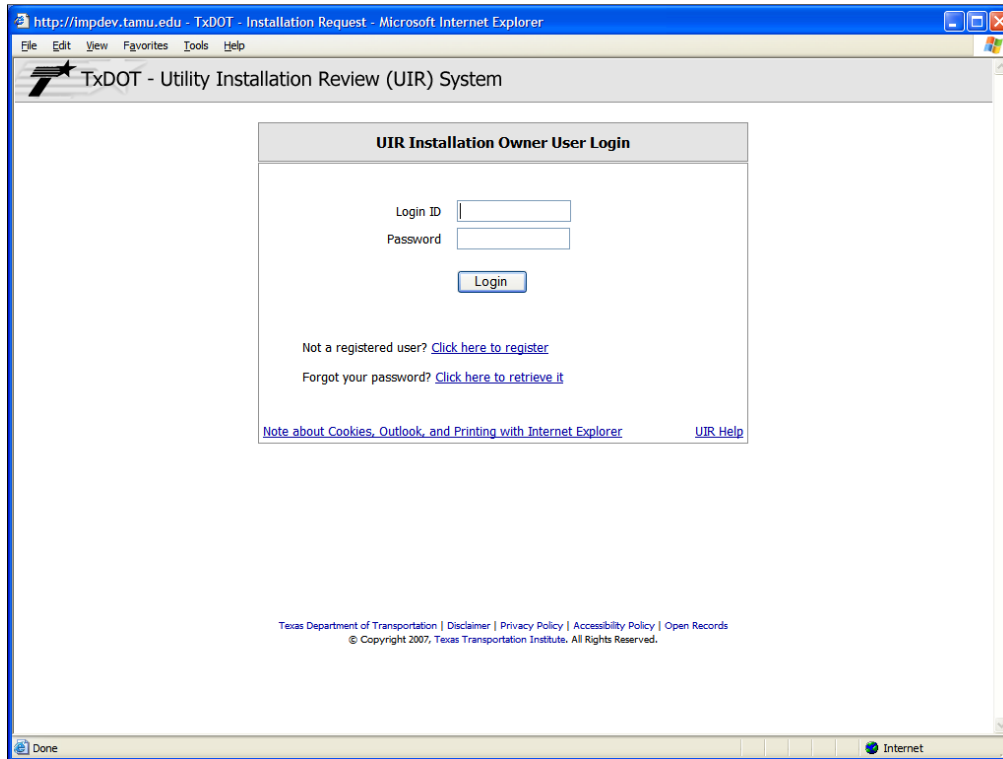 http://impdev.tamu.edu - TxDOT - Installation Request - Microsoft Internet Explorer
File Edit View Favorites Tools Help
TxDOT - Utility Installation Review (UIR) System
UIR Installation Owner User Login
Login ID
Password
Login
Not a registered user? Click here to register
Forgot your password? Click here to retrieve it
Note about Cookies, Outlook, and Printing with Internet Explorer UIR Help
Texas Department of Transportation | Disclaimer | Privacy Policy | Accessibility Policy | Open Records
© Copyright 2007, Texas Transportation Institute. All Rights Reserved.
Done Internet